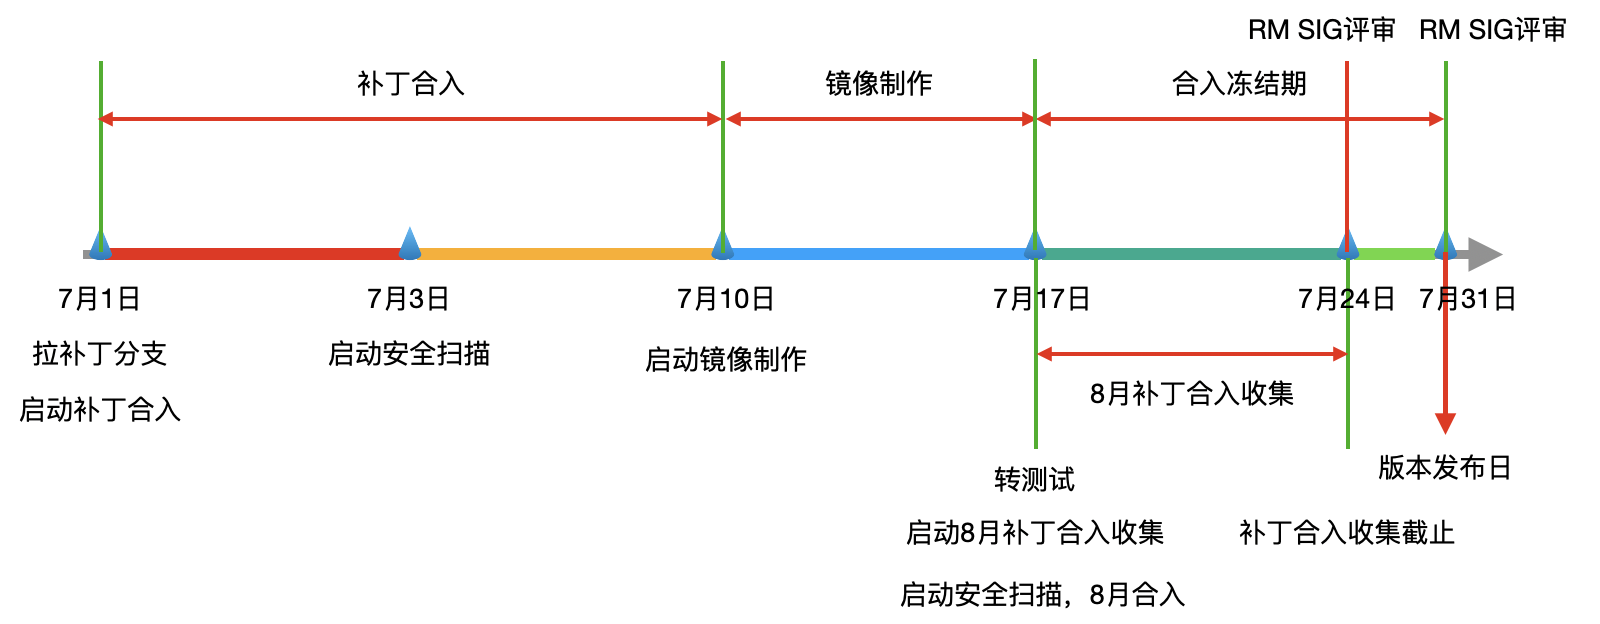 RM SIG评审
RM SIG评审
补丁合入
镜像制作
合入冻结期
7月1日
7月3日
7月10日
7月17日
7月24日
7月31日
拉补丁分支
启动补丁合入
启动安全扫描
启动镜像制作
8月补丁合入收集
转测试
启动8月补丁合入收集
启动安全扫描，8月合入
补丁合入收集截止
版本发布日